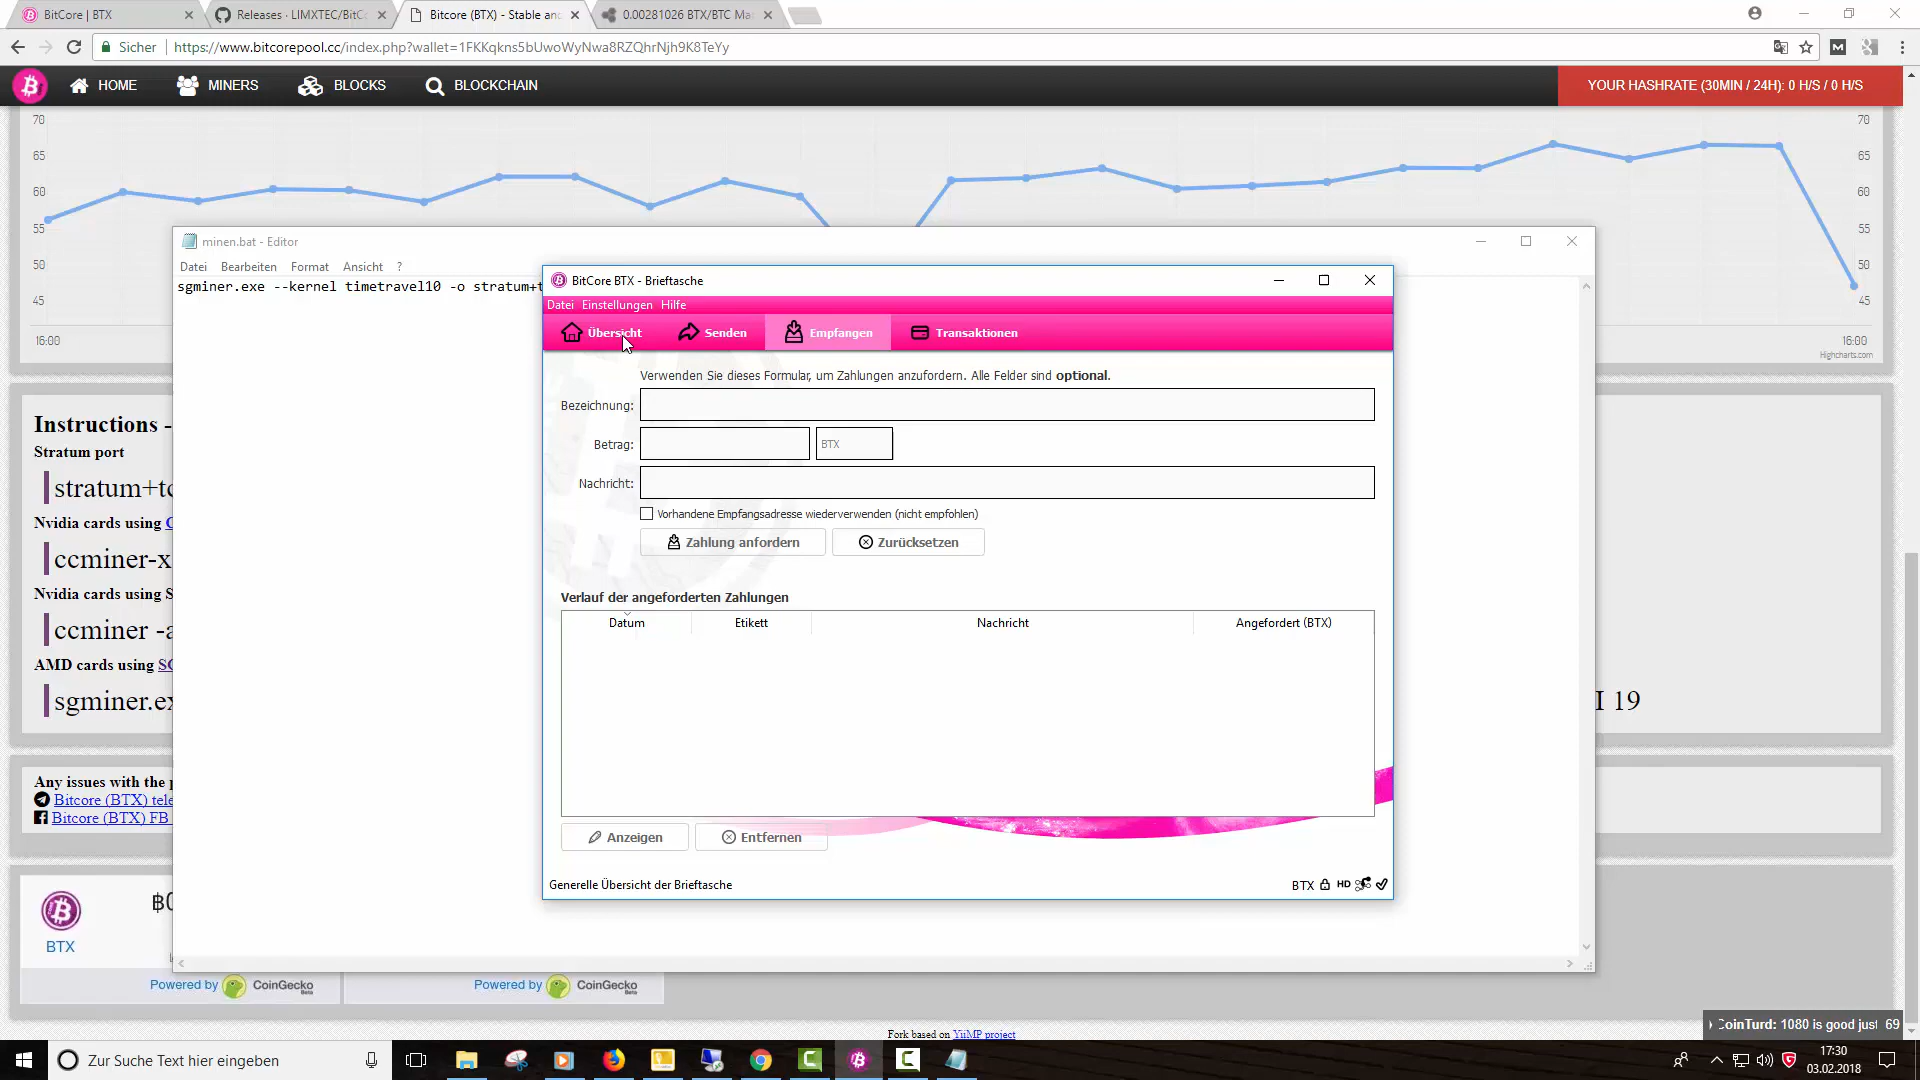 BitCore | BTX
Releases · LIMXTEC/BitC
Bitcore (BTX) - Stable an
0.00281026 BTX/BTC Ma
Sicher
https://www.bitcorepool.cc/index.php?wallet=1FKKqkns5bUwoWyNwa8RZQhrNjh9K8TeYy
HOME
MINERS
BLOCKS
BLOCKCHAIN
YOUR HASHRATE (30MIN / 24H): 0 H/S / 0 H/S
70
65
60
55
50
45
16:00
70
65
60
55
50
45
16:00
Highcharts.com
minen.bat - Editor
Datei Bearbeiten Format Ansicht ?
sgminer.exe --kernel timetravel10 -o stratum+t
BitCore BTX - Brieftasche
Datei Einstellungen Hilfe
Übersicht
Senden
Empfangen
Transaktionen
Verwenden Sie dieses Formular, um Zahlungen anzufordern. Alle Felder sind optional.
Bezeichnung:
Betrag:
BTX
Nachricht:
Vorhandene Empfangsadresse wiederverwenden (nicht empfohlen)
Zahlung anfordern
Zurücksetzen
Verlauf der angeforderten Zahlungen
Datum
Etikett
Nachricht
Angefordert (BTX)
Anzeigen
Entfernen
Generelle Übersicht der Brieftasche
BTX
HD
Instructions -
Stratum port
stratum+tc
Nvidia cards using C
ccminer-x
Nvidia cards using S
ccminer -a
AMD cards using SG
sgminer.ex
I 19
Any issues with the p
Bitcore (BTX) tele
Bitcore (BTX) FB
BTX
฿0
Powered by CoinGecko Beta
Powered by CoinGecko Beta
Fork based on YiiMP project
CoinTurd: 1080 is good just 69
Zur Suche Text hier eingeben
17:30
03.02.2018